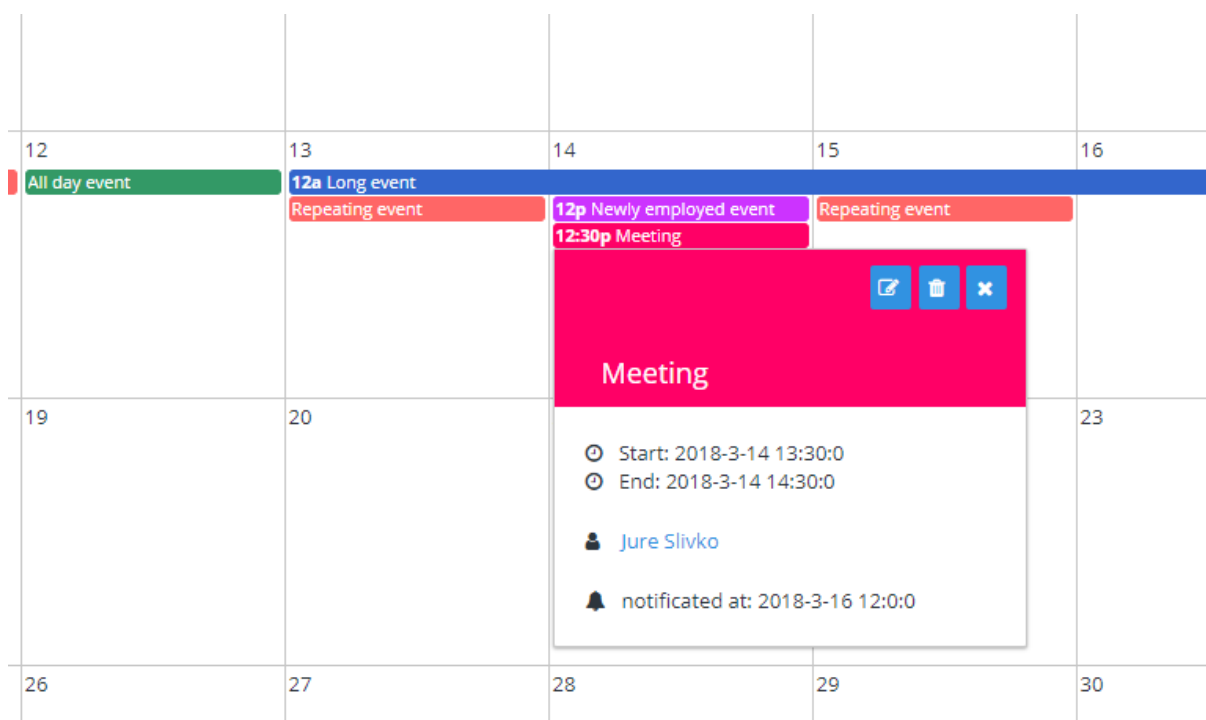 12 13 14 15 16
All day event 12a Long event
Repeating event 12p Newly employed event Repeating event
12:30p Meeting
Meeting
19 20 23
Start: 2018-3-14 13:30:0
End: 2018-3-14 14:30:0
Jure Slivko
notificated at: 2018-3-16 12:0:0
26 27 28 29 30